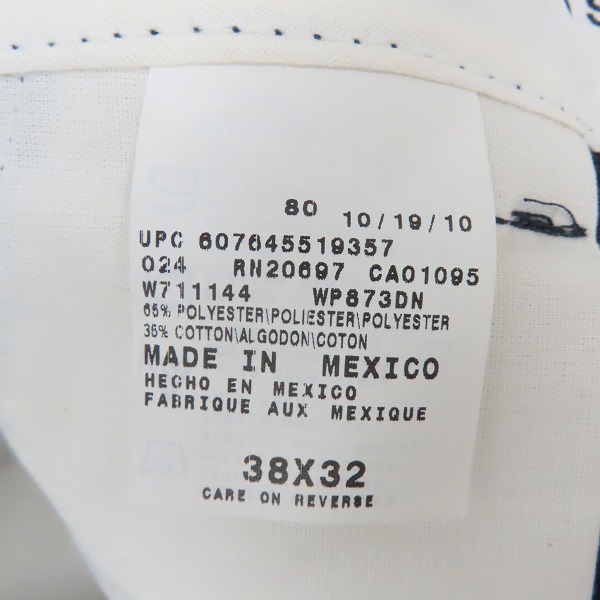 80 10/19/10
UPC 607645519357
024 RN20697 CA01095
W711144 WP873DN
65% POLYESTER\POLIESTER\POLYESTER
35% COTTON\ALGODON\COTON
MADE IN MEXICO
HECHO EN MEXICO
FABRIQUE AUX MEXIQUE
38X32
CARE ON REVERSE